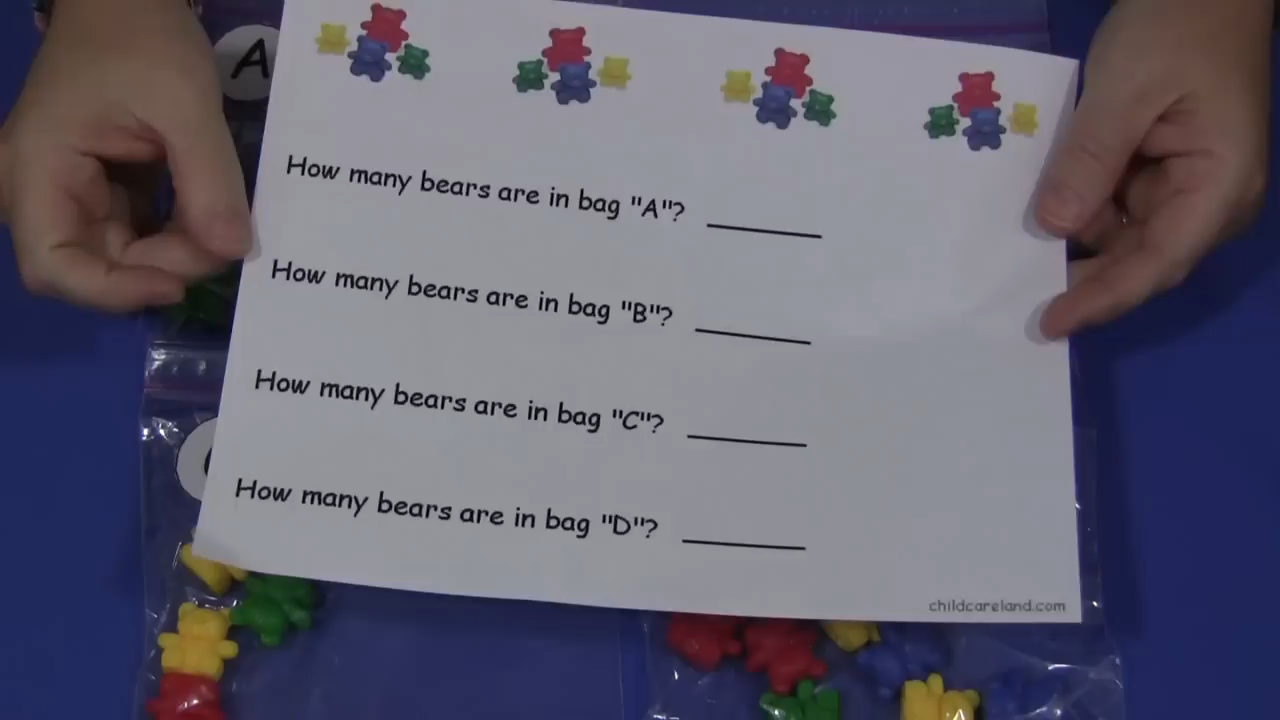 A
How many bears are in bag "A"? ______
How many bears are in bag "B"? ______
How many bears are in bag "C"? ______
How many bears are in bag "D"? ______
childcareland.com